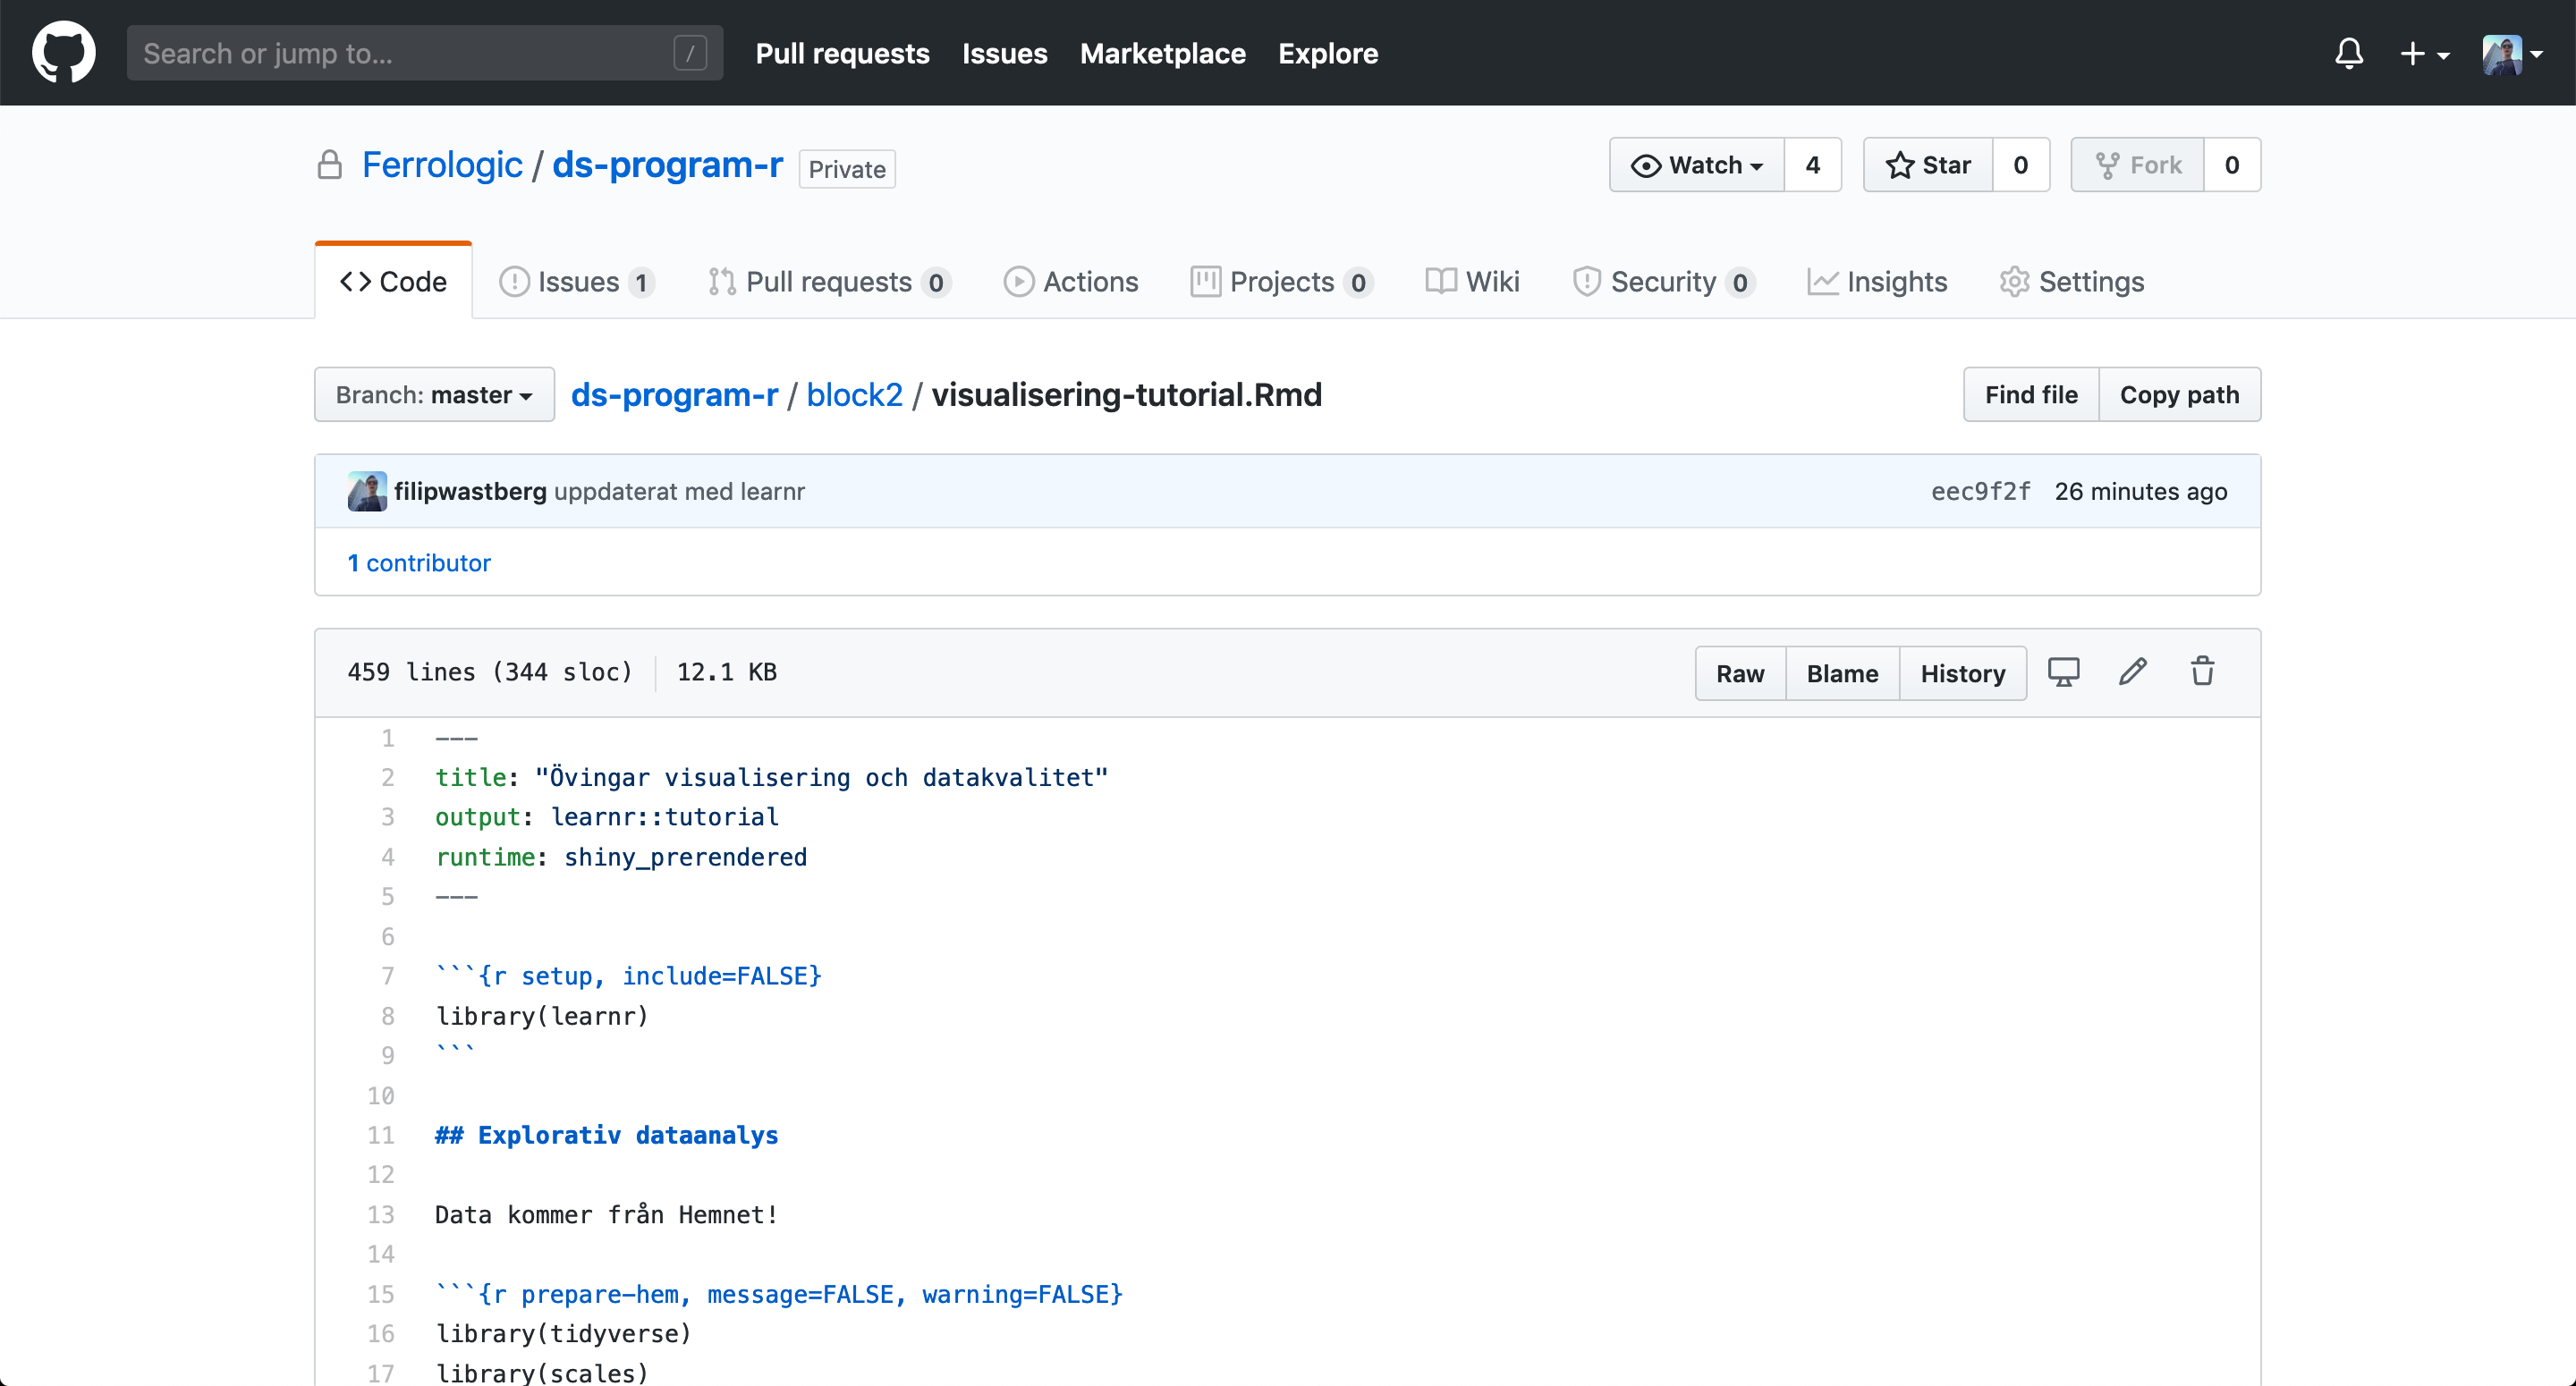 Search or jump to... /
Pull requests Issues Marketplace Explore
Ferrologic / ds-program-r Private
Watch 4 Star 0 Fork 0
Code Issues 1 Pull requests 0 Actions Projects 0 Wiki Security 0 Insights Settings
Branch: master ds-program-r / block2 / visualisering-tutorial.Rmd Find file Copy path
filipwastberg uppdaterat med learnr eec9f2f 26 minutes ago
1 contributor
459 lines (344 sloc) 12.1 KB Raw Blame History
1 ---
2 title: "Övingar visualisering och datakvalitet"
3 output: learnr::tutorial
4 runtime: shiny_prerendered
5 ---
6
7 ```{r setup, include=FALSE}
8 library(learnr)
9 ```
10
11 ## Explorativ dataanalys
12
13 Data kommer från Hemnet!
14
15 ```{r prepare-hem, message=FALSE, warning=FALSE}
16 library(tidyverse)
17 library(scales)